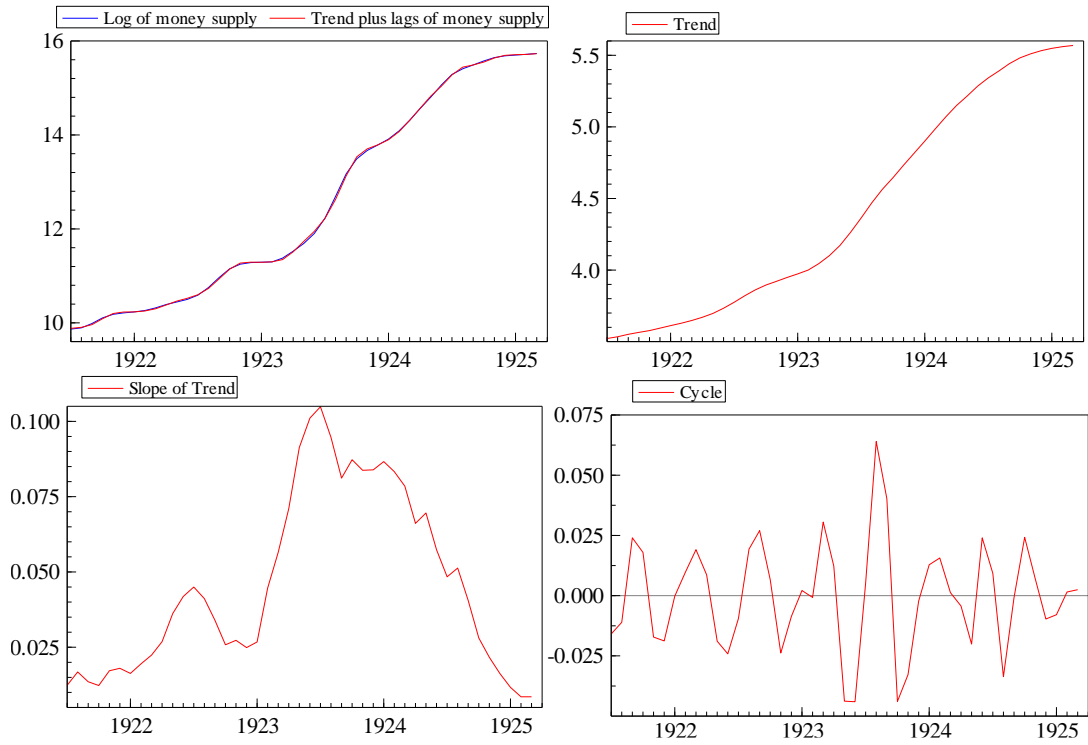 Log of money supply Trend plus lags of money supply
16
14
12
10
1922 1923 1924 1925
Trend
5.5
5.0
4.5
4.0
1922 1923 1924 1925
Slope of Trend
0.100
0.075
0.050
0.025
1922 1923 1924 1925
Cycle
0.075
0.050
0.025
0.000
-0.025
1922 1923 1924 1925